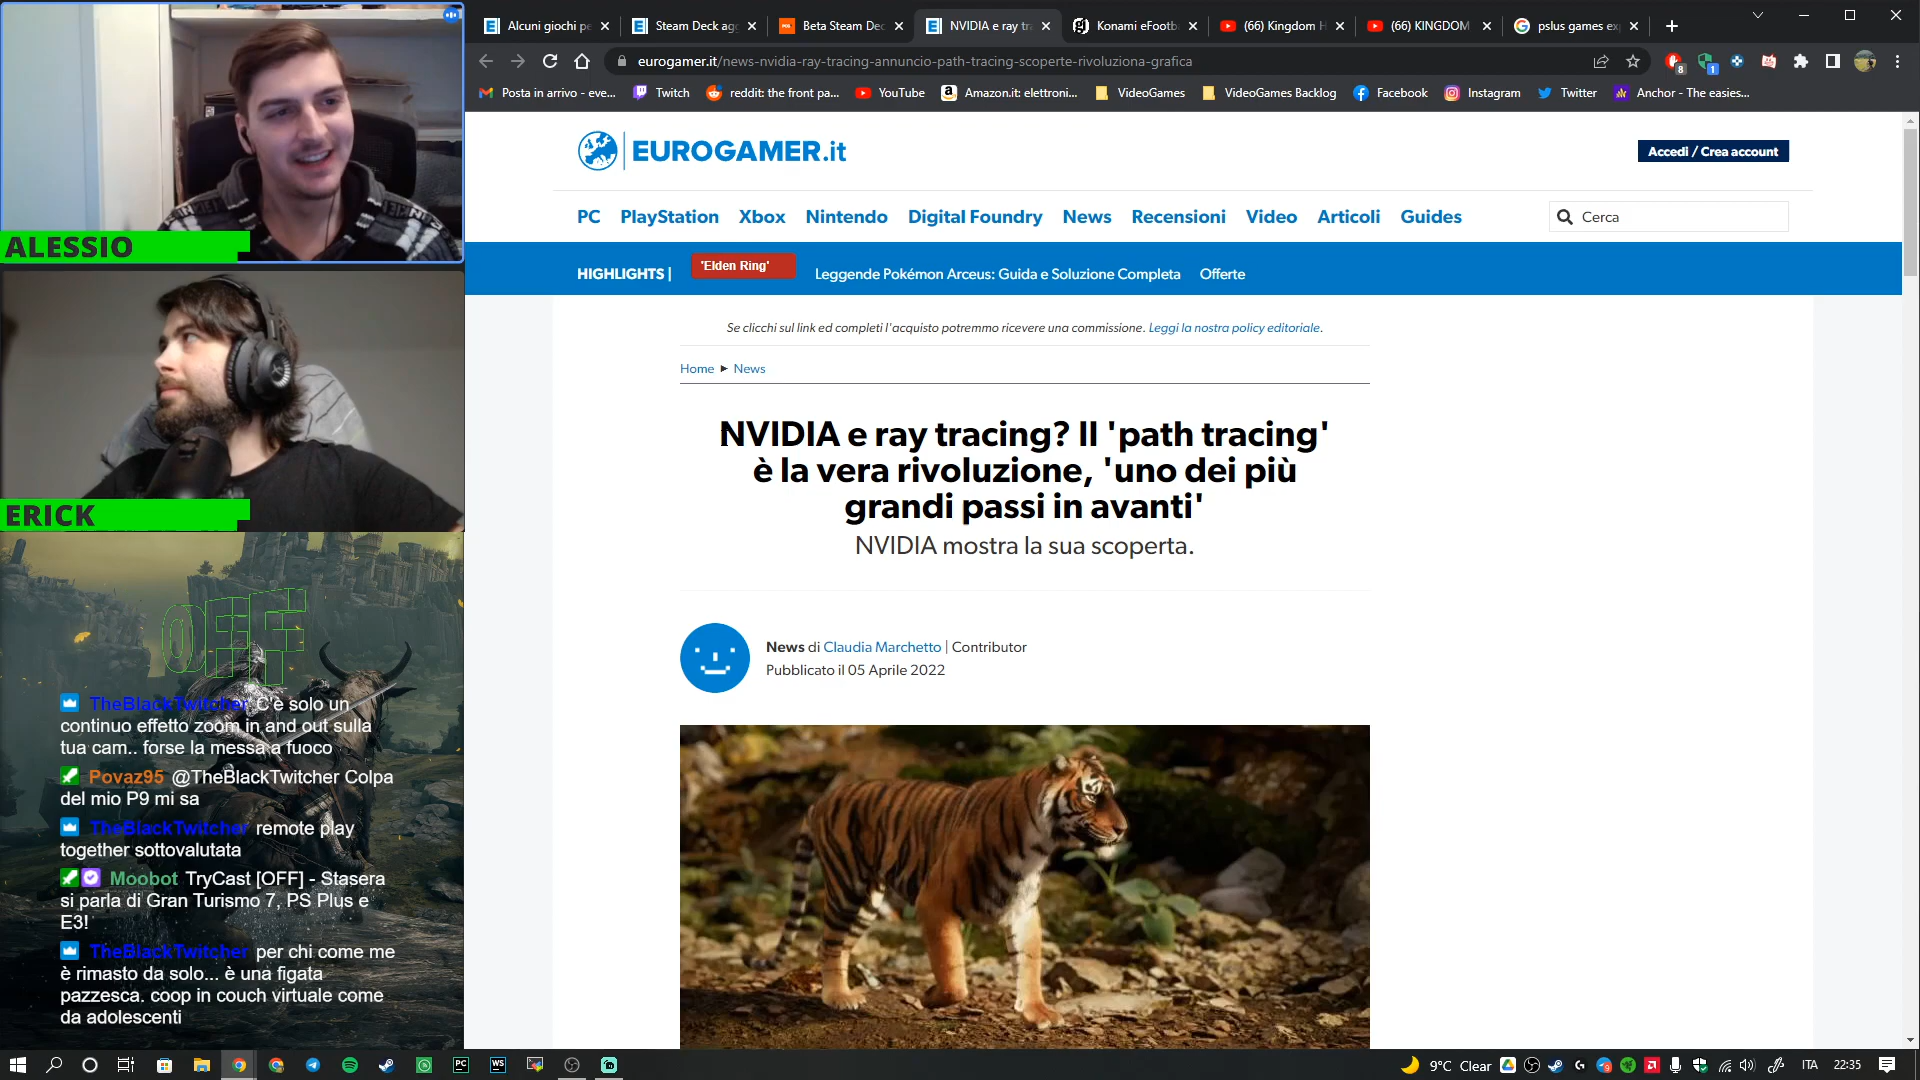 ALESSIO
ERICK
OFF
TheBlackTwitcher C'è solo un
continuo effetto zoom in and out sulla
tua cam.. forse la messa a fuoco
Povaz95 @TheBlackTwitcher Colpa
del mio P9 mi sa
TheBlackTwitcher remote play
together sottovalutata
Moobot TryCast [OFF] - Stasera
si parla di Gran Turismo 7, PS Plus e
E3!
TheBlackTwitcher per chi come me
è rimasto da solo... è una figata
pazzesca. coop in couch virtuale come
da adolescenti
Alcuni giochi pe
Steam Deck agg
Beta Steam Dec
NVIDIA e ray tr
Konami eFootb
(66) Kingdom H
(66) KINGDOM
pslus games ex
eurogamer.it/news-nvidia-ray-tracing-annuncio-path-tracing-scoperte-rivoluziona-grafica
8
1
Posta in arrivo - eve...
Twitch
reddit: the front pa...
YouTube
Amazon.it: elettroni...
VideoGames
VideoGames Backlog
Facebook
Instagram
Twitter
Anchor - The easies...
EUROGAMER.it
Accedi / Crea account
PC PlayStation Xbox Nintendo Digital Foundry News Recensioni Video Articoli Guides
Cerca
HIGHLIGHTS | 'Elden Ring' Leggende Pokémon Arceus: Guida e Soluzione Completa Offerte
Se clicchi sul link ed completi l'acquisto potremmo ricevere una commissione. Leggi la nostra policy editoriale.
Home ▶ News
NVIDIA e ray tracing? Il 'path tracing'
è la vera rivoluzione, 'uno dei più
grandi passi in avanti'
NVIDIA mostra la sua scoperta.
News di Claudia Marchetto | Contributor
Pubblicato il 05 Aprile 2022
PC
WS
9°C Clear
ITA
22:35